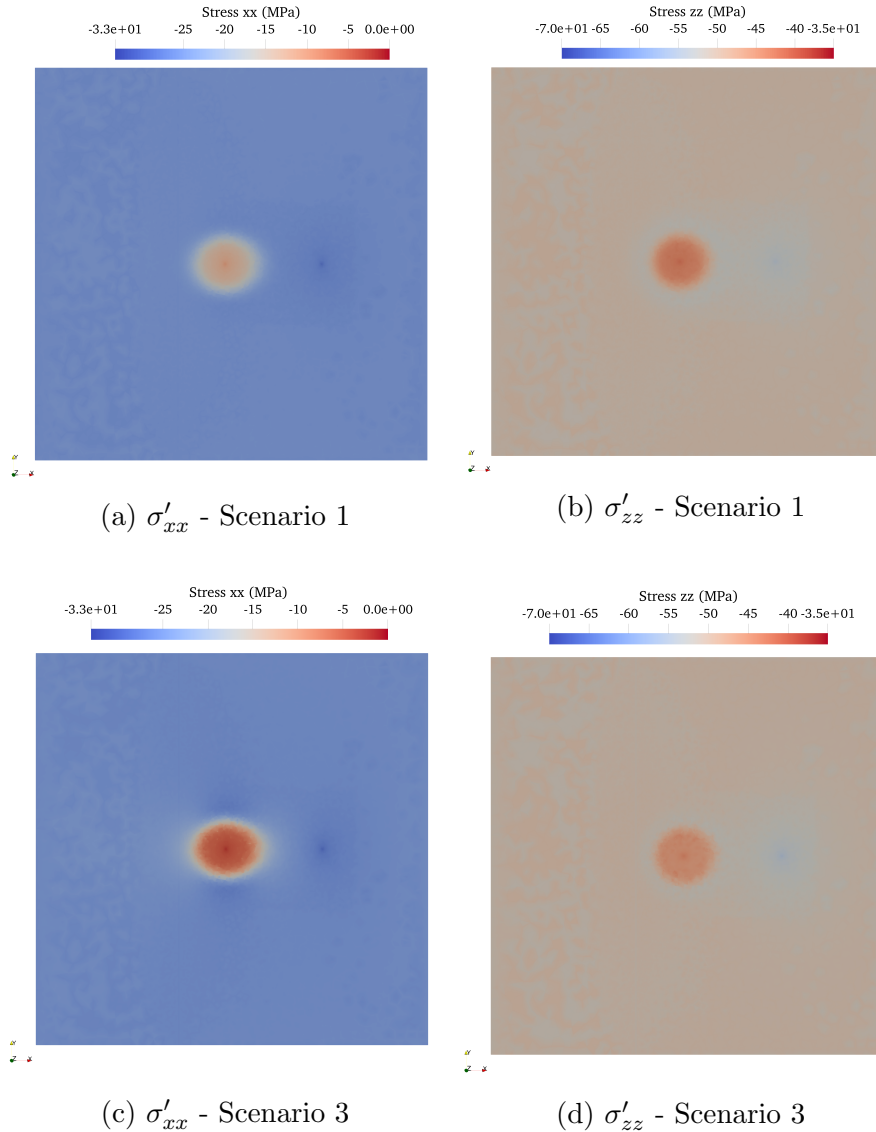 Stress xx (MPa)
-3.3e+01 -25 -20 -15 -10 -5 0.0e+00
Stress zz (MPa)
-7.0e+01 -65 -60 -55 -50 -45 -40 -3.5e+01
Y
Z X
Y
Z X
(a) σ′xx - Scenario 1
(b) σ′zz - Scenario 1
Stress xx (MPa)
-3.3e+01 -25 -20 -15 -10 -5 0.0e+00
Stress zz (MPa)
-7.0e+01 -65 -60 -55 -50 -45 -40 -3.5e+01
Y
Z X
Y
Z X
(c) σ′xx - Scenario 3
(d) σ′zz - Scenario 3